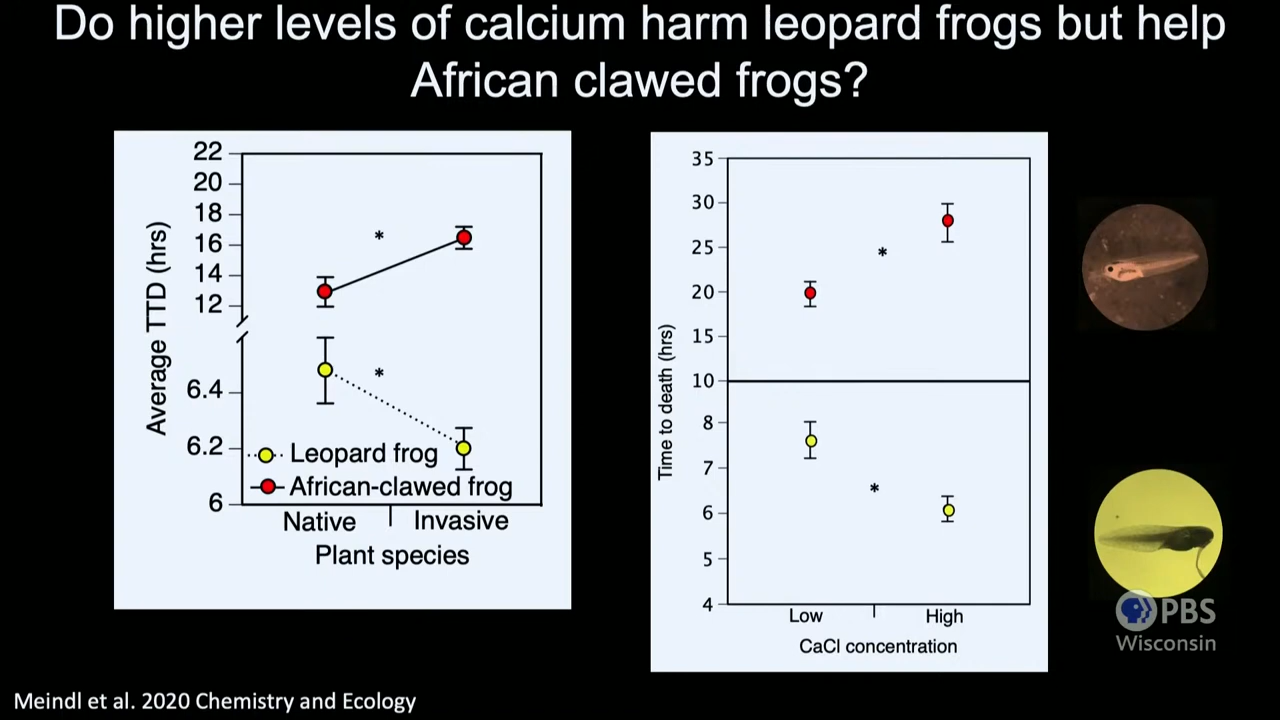 Do higher levels of calcium harm leopard frogs but help
African clawed frogs?
22
20
18
16
14
12
6.4
6.2
6
Average TTD (hrs)
*
*
Leopard frog
African-clawed frog
Native
Invasive
Plant species
35
30
25
20
15
10
8
7
6
5
4
Time to death (hrs)
*
*
Low
High
CaCl concentration
PBS
Wisconsin
Meindl et al. 2020 Chemistry and Ecology